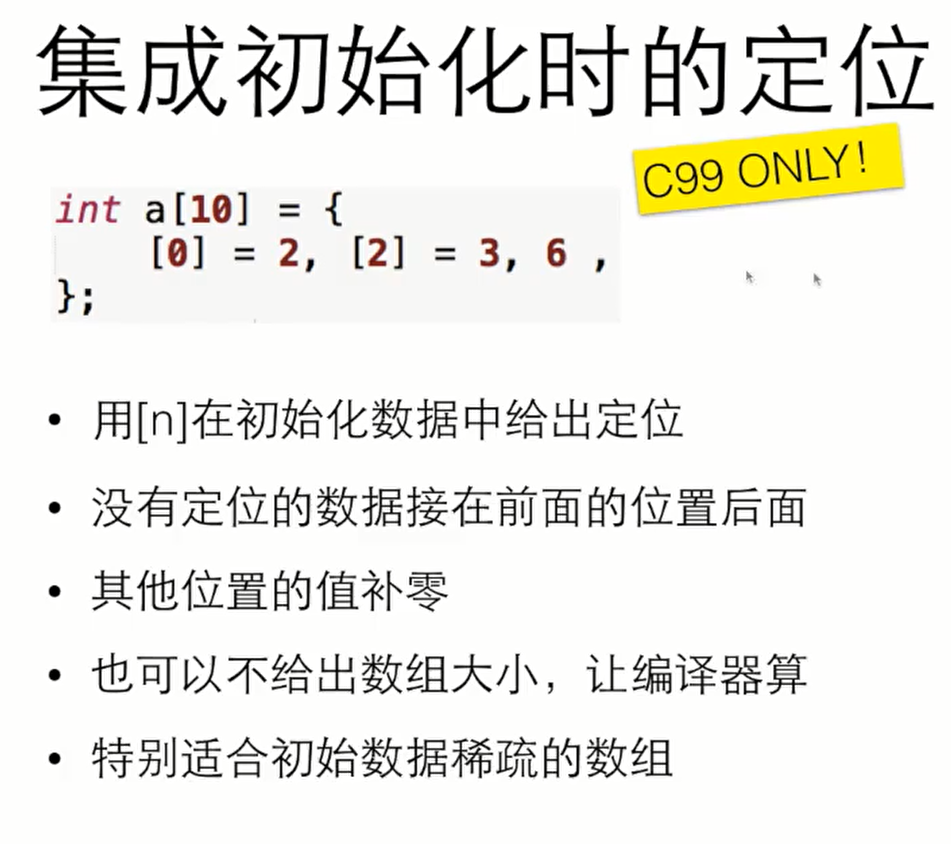 集成初始化时的定位
C99 ONLY!
int a[10] = {
[0] = 2, [2] = 3, 6 ,
};
• 用[n]在初始化数据中给出定位
• 没有定位的数据接在前面的位置后面
• 其他位置的值补零
• 也可以不给出数组大小，让编译器算
• 特别适合初始数据稀疏的数组